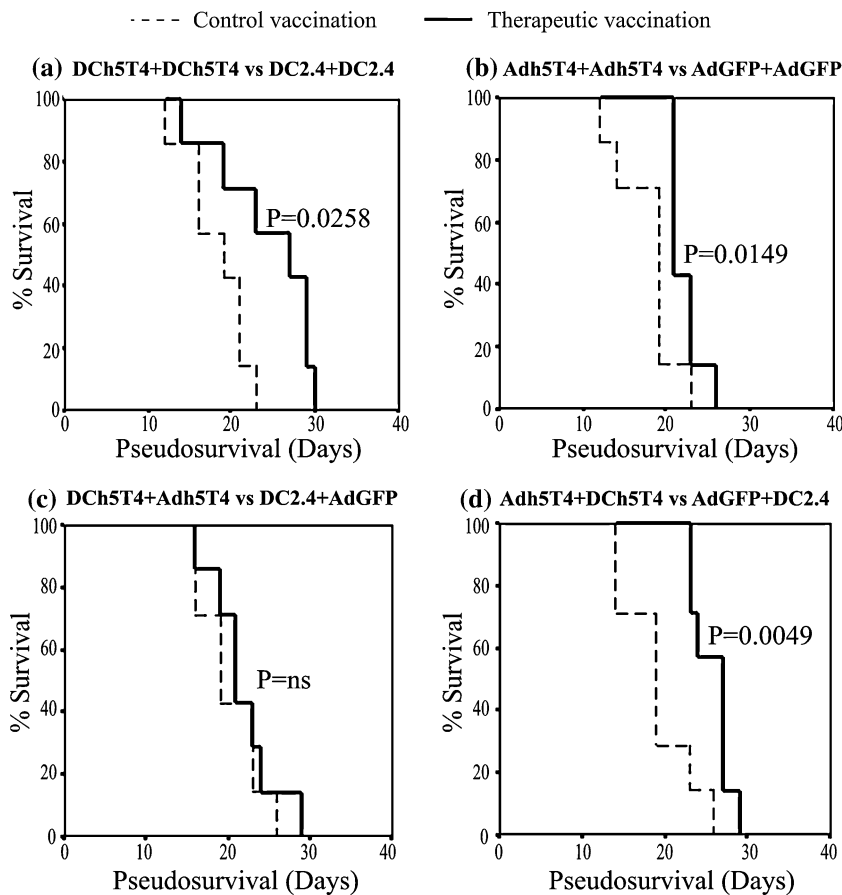 Control vaccination Therapeutic vaccination
(a) DCh5T4+DCh5T4 vs DC2.4+DC2.4
100
80
60
40
20
0
% Survival
P=0.0258
0 10 20 30 40
Pseudosurvival (Days)
(b) Adh5T4+Adh5T4 vs AdGFP+AdGFP
100
80
60
40
20
0
% Survival
P=0.0149
0 10 20 30 40
Pseudosurvival (Days)
(c) DCh5T4+Adh5T4 vs DC2.4+AdGFP
100
80
60
40
20
0
% Survival
P=ns
0 10 20 30 40
Pseudosurvival (Days)
(d) Adh5T4+DCh5T4 vs AdGFP+DC2.4
100
80
60
40
20
0
% Survival
P=0.0049
0 10 20 30 40
Pseudosurvival (Days)